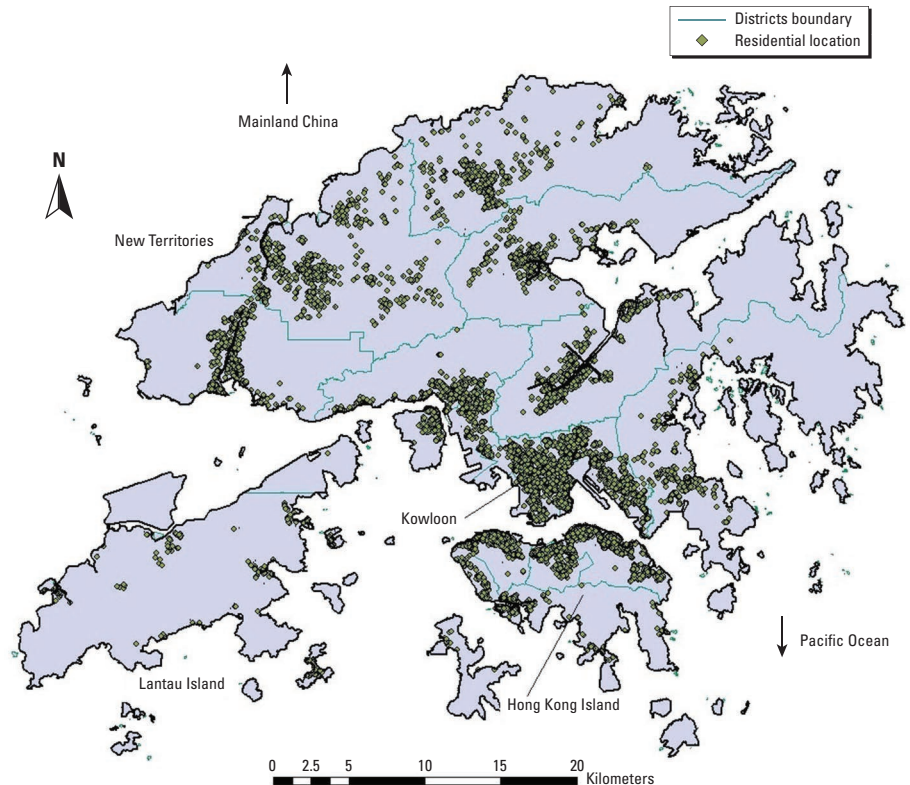 Districts boundary
Residential location
Mainland China
N
New Territories
Kowloon
Pacific Ocean
Lantau Island
Hong Kong Island
0 2.5 5 10 15 20
Kilometers